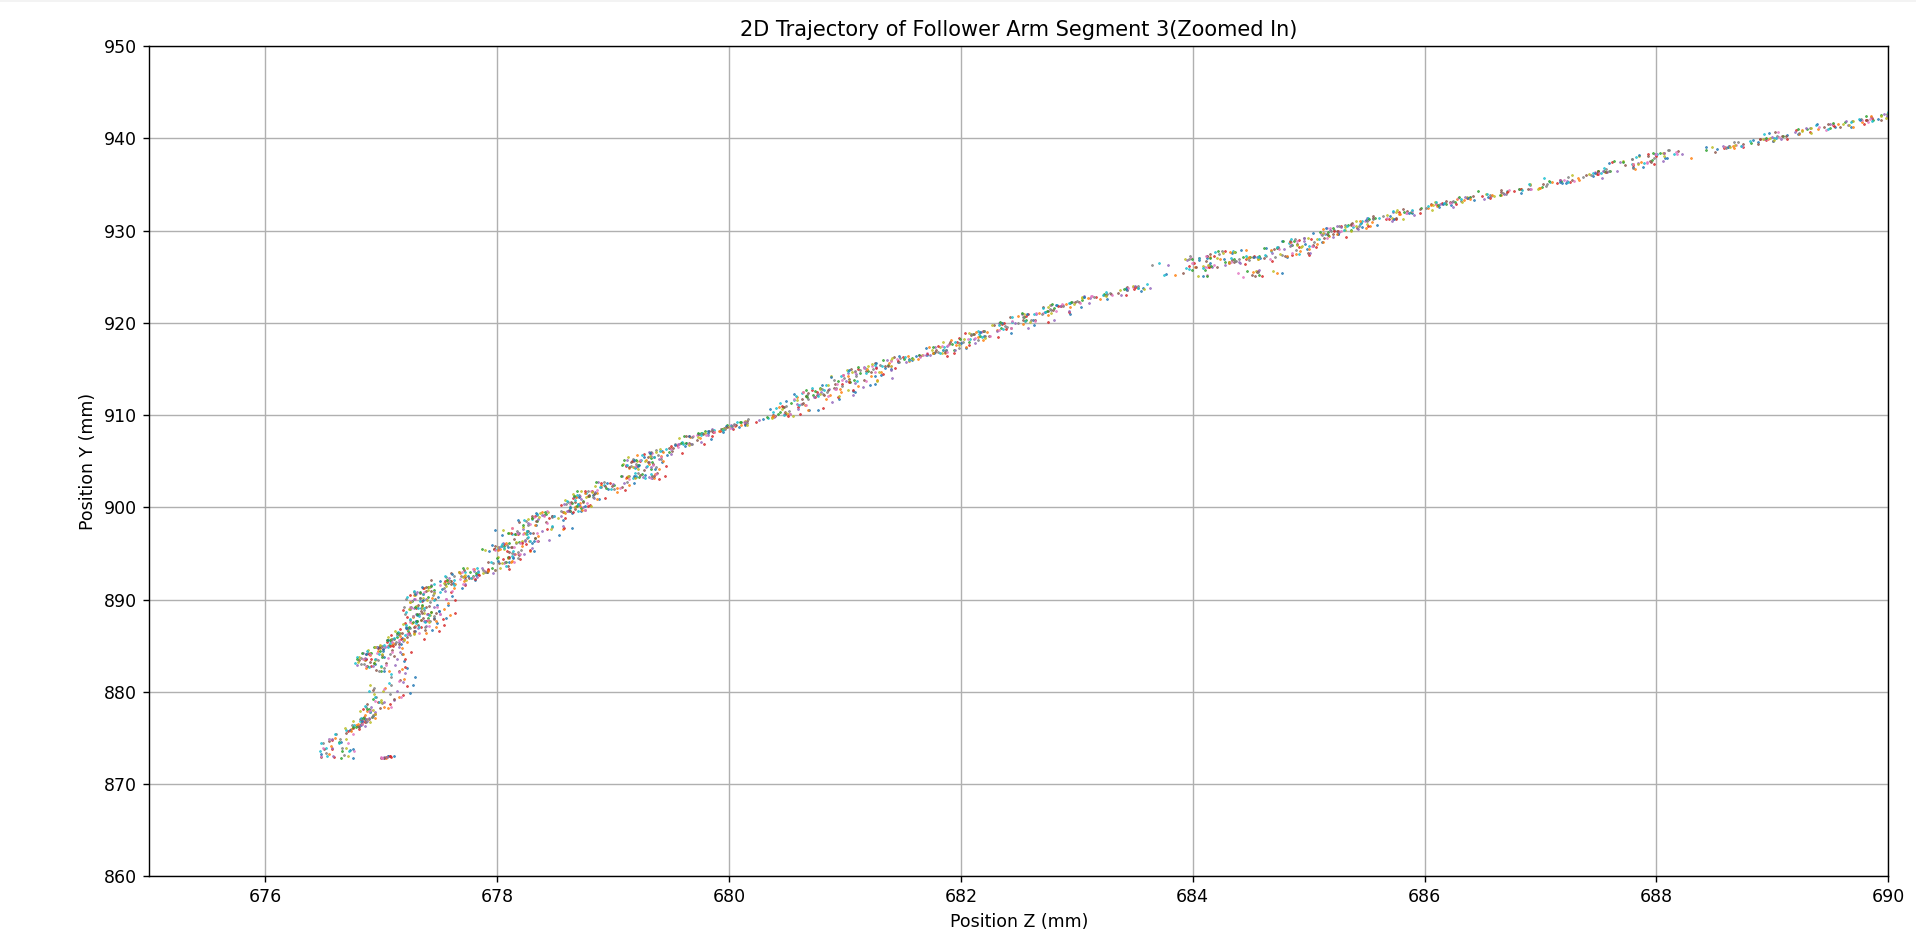 2D Trajectory of Follower Arm Segment 3(Zoomed In)
950
940
930
920
910
900
890
880
870
860
Position Y (mm)
676 678 680 682 684 686 688 690
Position Z (mm)